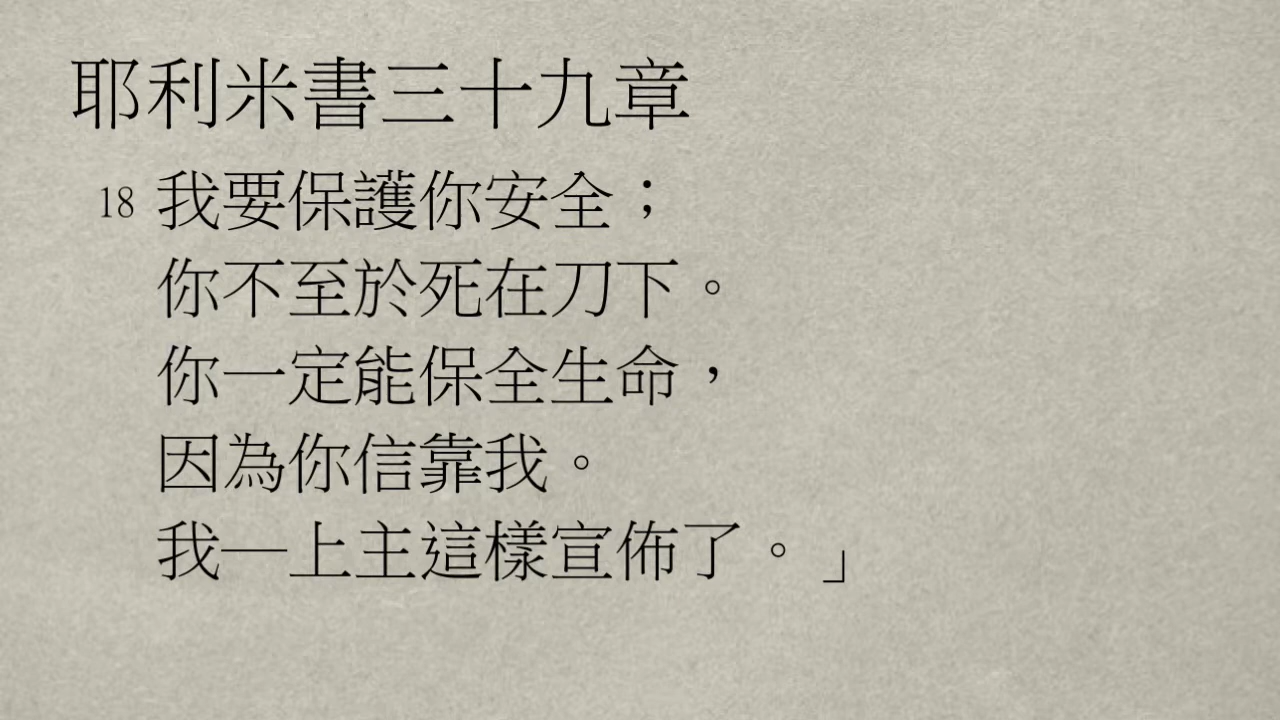 耶利米書三十九章
18 我要保護你安全；
你不至於死在刀下。
你一定能保全生命，
因為你信靠我。
我—上主這樣宣佈了。」